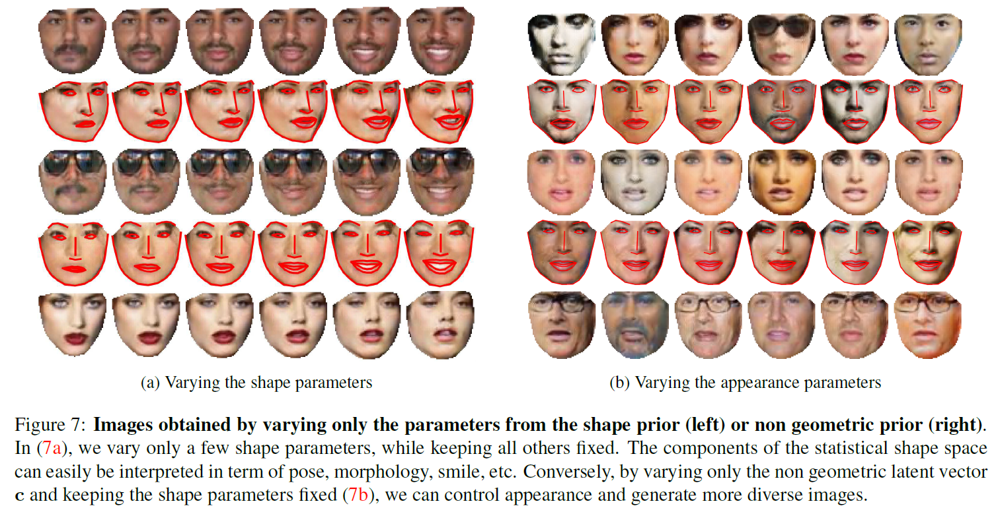 (a) Varying the shape parameters
(b) Varying the appearance parameters
Figure 7: Images obtained by varying only the parameters from the shape prior (left) or non geometric prior (right).
In (7a), we vary only a few shape parameters, while keeping all others fixed. The components of the statistical shape space
can easily be interpreted in term of pose, morphology, smile, etc. Conversely, by varying only the non geometric latent vector
c and keeping the shape parameters fixed (7b), we can control appearance and generate more diverse images.